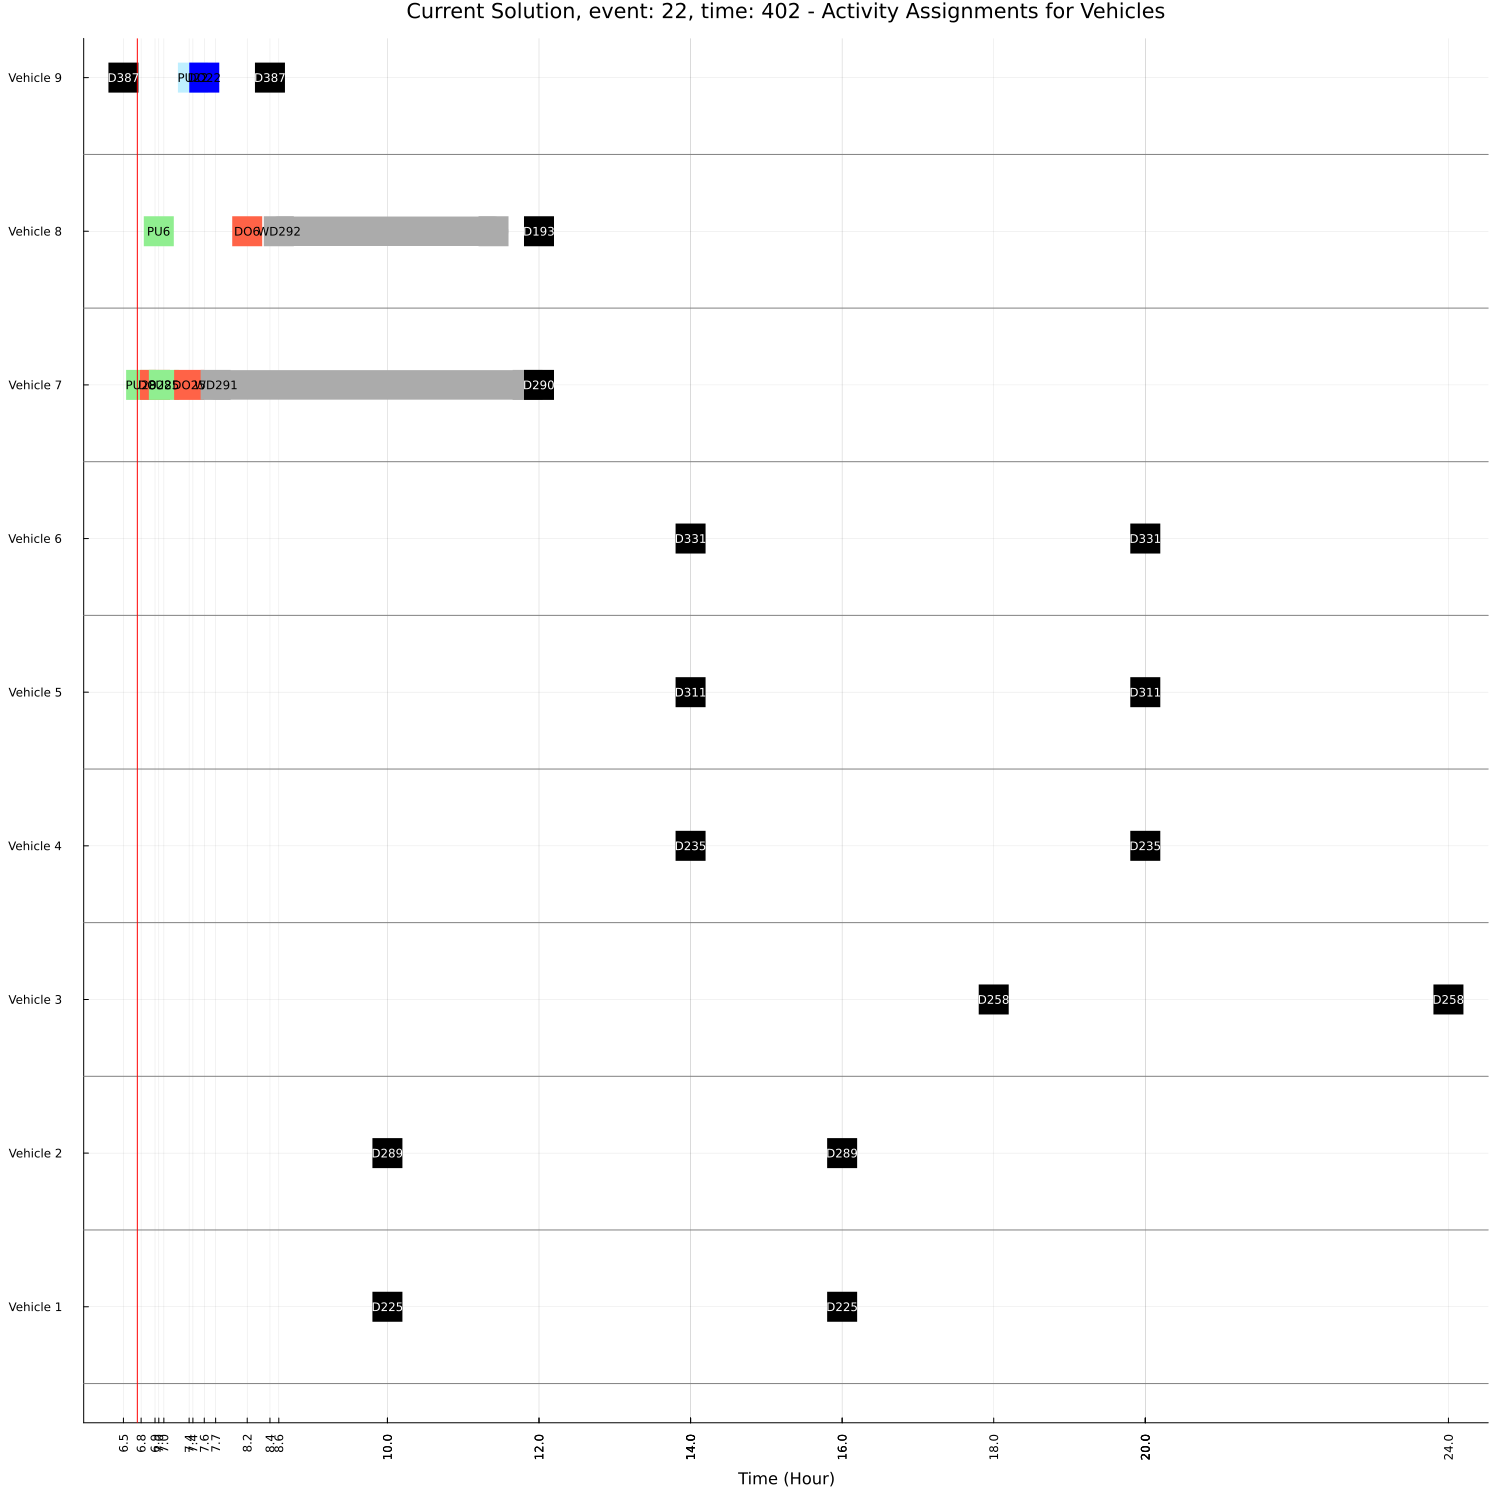 Current Solution, event: 22, time: 402 - Activity Assignments for Vehicles
Vehicle 9
D387
D387
Vehicle 8
PU6
DO6
WD292
D193
Vehicle 7
WD291
D290
Vehicle 6
D331
D331
Vehicle 5
D311
D311
Vehicle 4
D235
D235
Vehicle 3
D258
D258
Vehicle 2
D289
D289
Vehicle 1
D225
D225
6.5
6.8
7.0
7.4
7.6
7.7
8.2
8.4
8.6
10.0
12.0
14.0
16.0
18.0
20.0
24.0
Time (Hour)